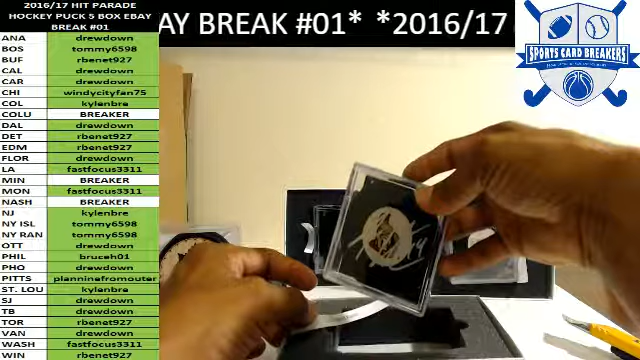 2016/17 HIT PARADE
HOCKEY PUCK 5 BOX EBAY
BREAK #01
AY BREAK #01* *2016/17
ANA drewdown
BOS tommy6598
BUF rbenet927
CAL drewdown
CAR drewdown
CHI windycityfan75
COL kylenbre
COLU BREAKER
DAL drewdown
DET rbenet927
EDM rbenet927
FLOR drewdown
LA fastfocus3311
MIN BREAKER
MON fastfocus3311
NASH BREAKER
NJ kylenbre
NY ISL tommy6598
NY RAN tommy6598
OTT drewdown
PHIL bruceh01
PHO drewdown
PITTS planninefromouter
ST. LOU kylenbre
SJ drewdown
TB drewdown
TOR rbenet927
VAN drewdown
WASH fastfocus3311
WIN rbenet927
SPORTS CARD BREAKERS